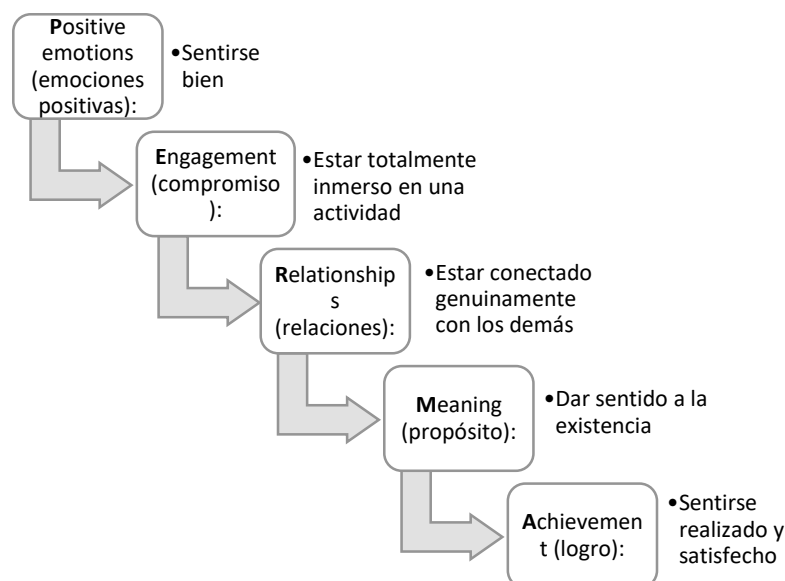 Positive
emotions
(emociones
positivas):
•Sentirse
bien
Engagement
(compromiso
):
•Estar totalmente
inmerso en una
actividad
Relationship
s
(relaciones):
•Estar conectado
genuinamente
con los demás
Meaning
(propósito):
•Dar sentido a la
existencia
Achievemen
t (logro):
•Sentirse
realizado y
satisfecho